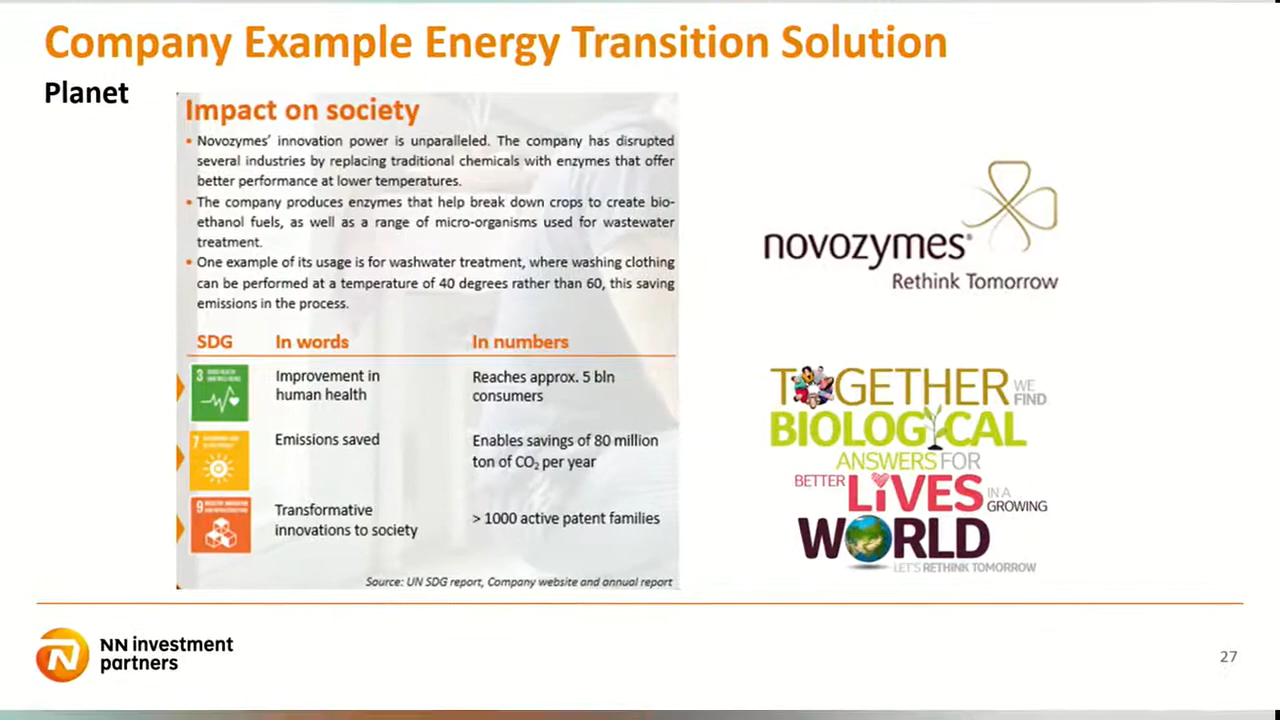 Company Example Energy Transition Solution
Planet
Impact on society
• Novozymes' innovation power is unparalleled. The company has disrupted
several industries by replacing traditional chemicals with enzymes that offer
better performance at lower temperatures.
• The company produces enzymes that help break down crops to create bio-
ethanol fuels, as well as a range of micro-organisms used for wastewater
treatment.
• One example of its usage is for washwater treatment, where washing clothing
can be performed at a temperature of 40 degrees rather than 60, this saving
emissions in the process.
SDG In words In numbers
3
Improvement in
human health
Reaches approx. 5 bln
consumers
7
Emissions saved
Enables savings of 80 million
ton of CO₂ per year
9
Transformative
innovations to society
> 1000 active patent families
Source: UN SDG report, Company website and annual report
novozymes®
Rethink Tomorrow
TOGETHER WE
FIND
BIOLOGICAL
ANSWERS FOR
BETTER LIVES IN A
GROWING
WORLD
LET'S RETHINK TOMORROW
N
NN investment
partners
27